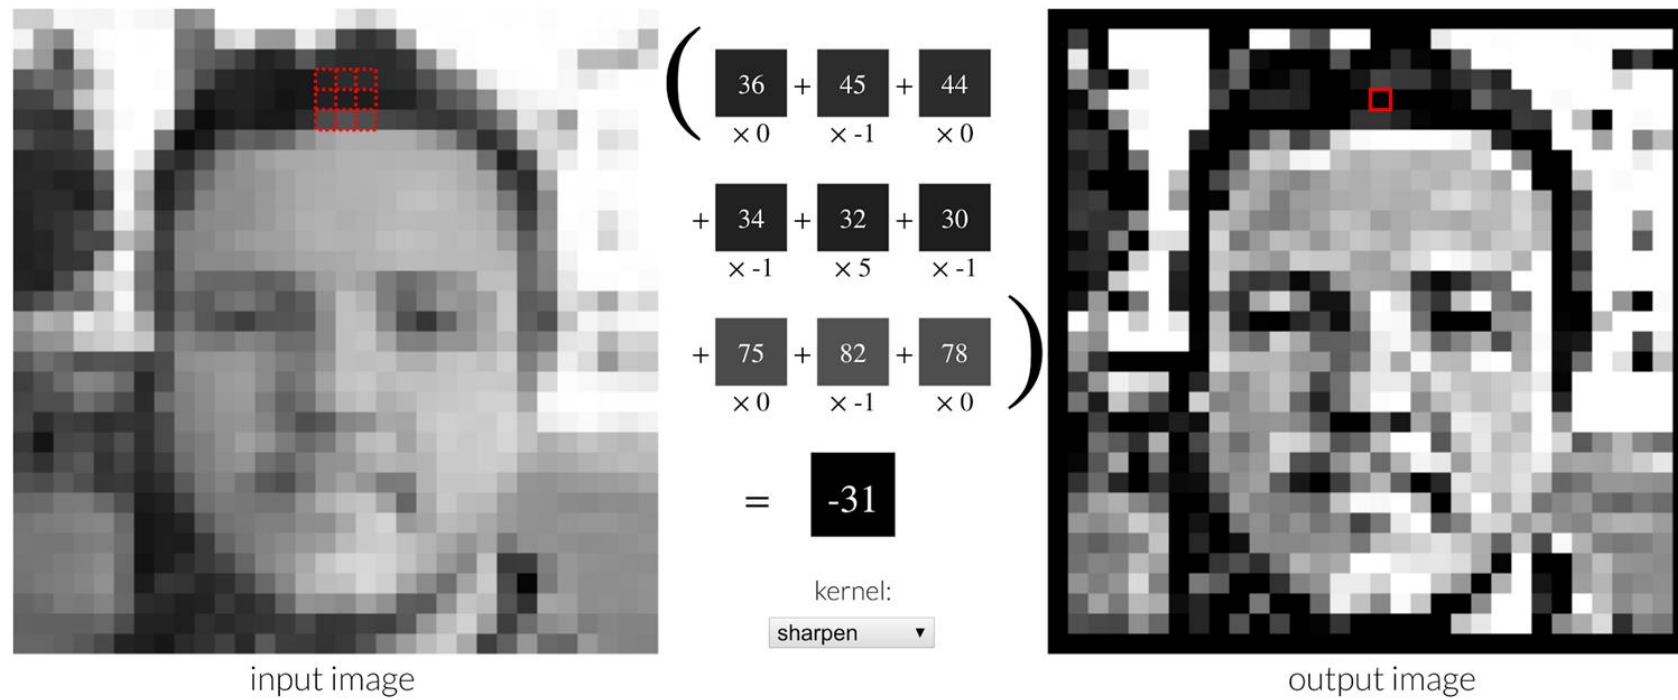 ( 36 + 45 + 44
× 0 × -1 × 0
+ 34 + 32 + 30
× -1 × 5 × -1
+ 75 + 82 + 78 )
× 0 × -1 × 0
= -31
kernel:
sharpen ▼
input image
output image